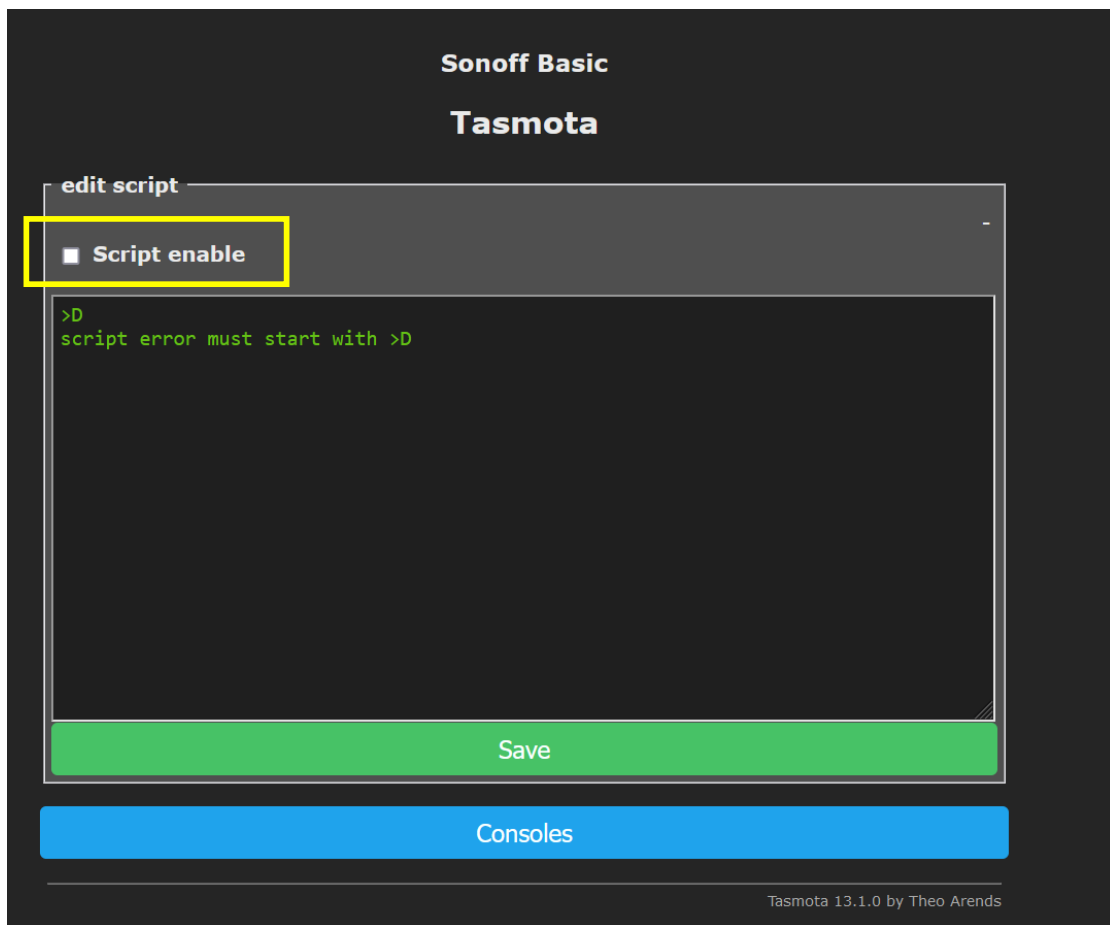 Sonoff Basic
Tasmota
edit script
-
Script enable
>D
script error must start with >D
Save
Consoles
Tasmota 13.1.0 by Theo Arends